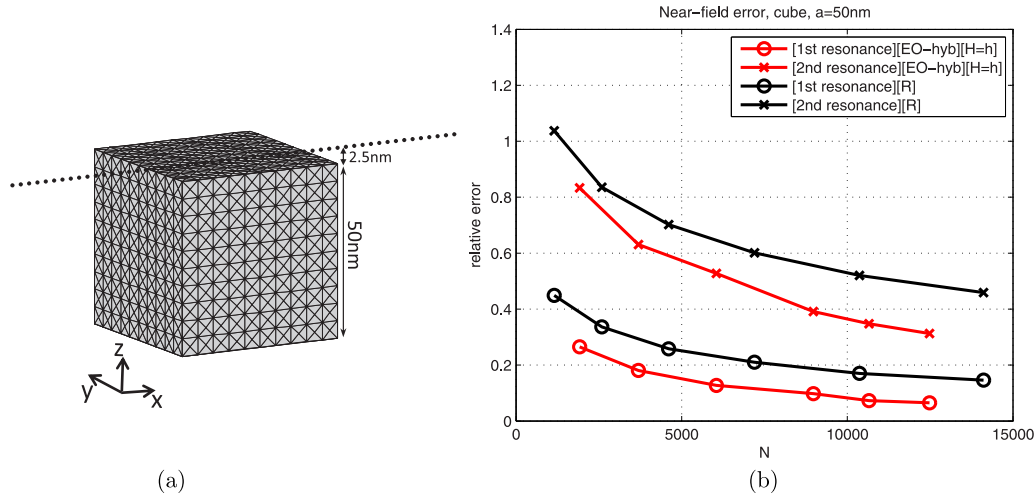 2.5nm
50nm
z
y
x
(a)
Near-field error, cube, a=50nm
1.4
1.2
1
0.8
0.6
0.4
0.2
0
relative error
[1st resonance][EO-hyb][H=h]
[2nd resonance][EO-hyb][H=h]
[1st resonance][R]
[2nd resonance][R]
0
5000
10000
15000
N
(b)